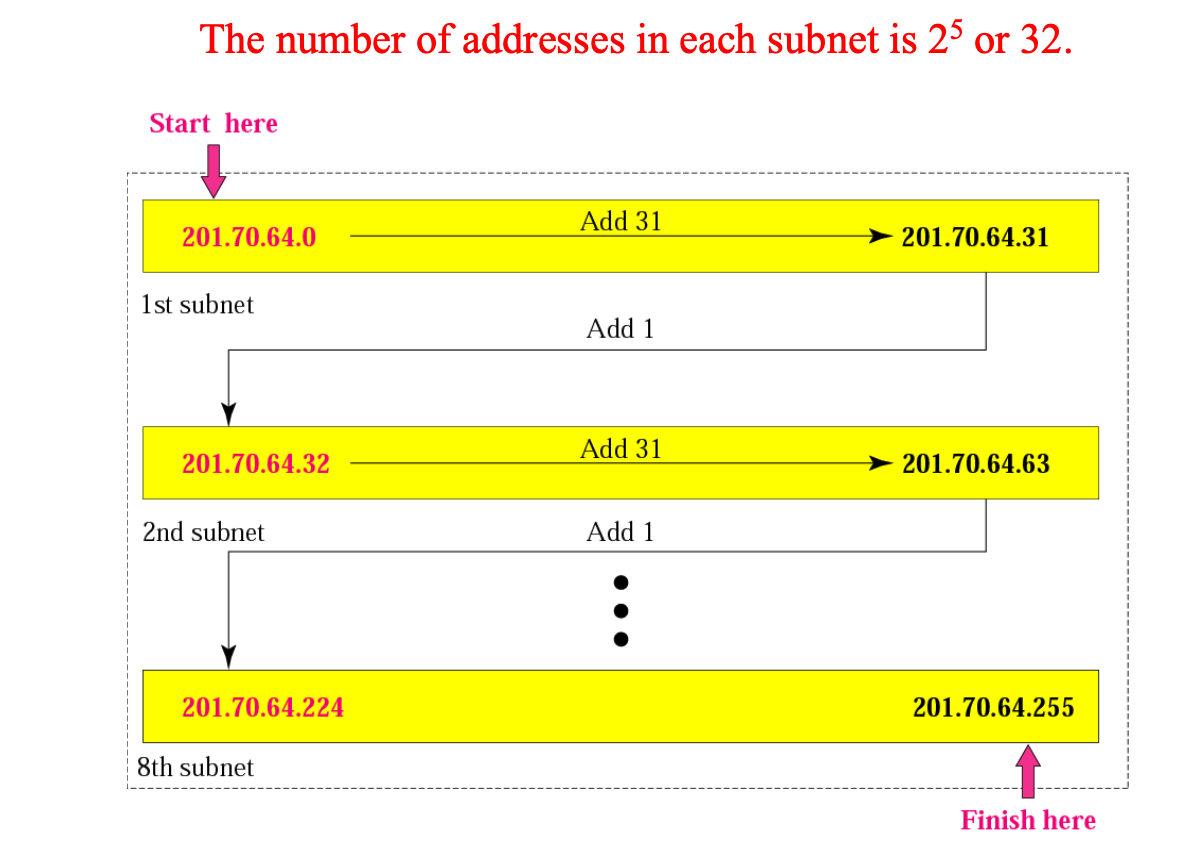 The number of addresses in each subnet is 2⁵ or 32.
Start here
201.70.64.0
Add 31
201.70.64.31
1st subnet
Add 1
201.70.64.32
Add 31
201.70.64.63
2nd subnet
Add 1
201.70.64.224
201.70.64.255
8th subnet
Finish here